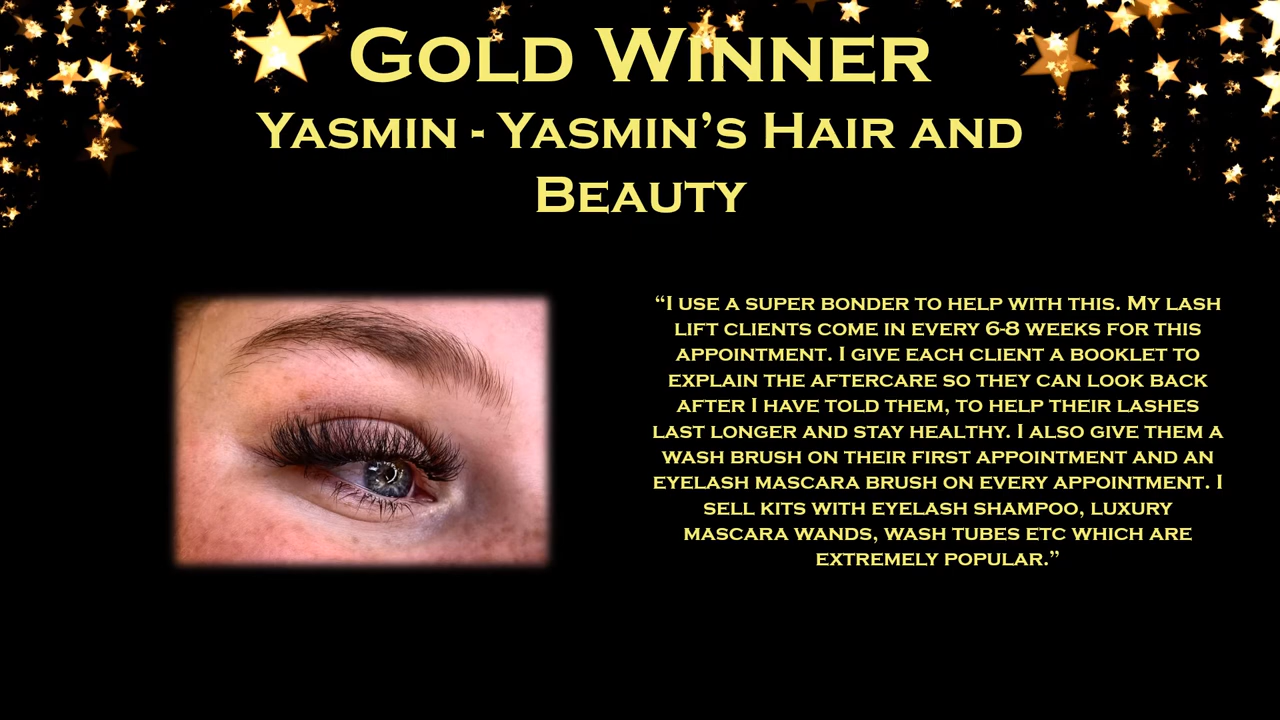 Gold Winner
Yasmin - Yasmin’s Hair and
Beauty
“I use a super bonder to help with this. My lash
lift clients come in every 6-8 weeks for this
appointment. I give each client a booklet to
explain the aftercare so they can look back
after I have told them, to help their lashes
last longer and stay healthy. I also give them a
wash brush on their first appointment and an
eyelash mascara brush on every appointment. I
sell kits with eyelash shampoo, luxury
mascara wands, wash tubes etc which are
extremely popular.”